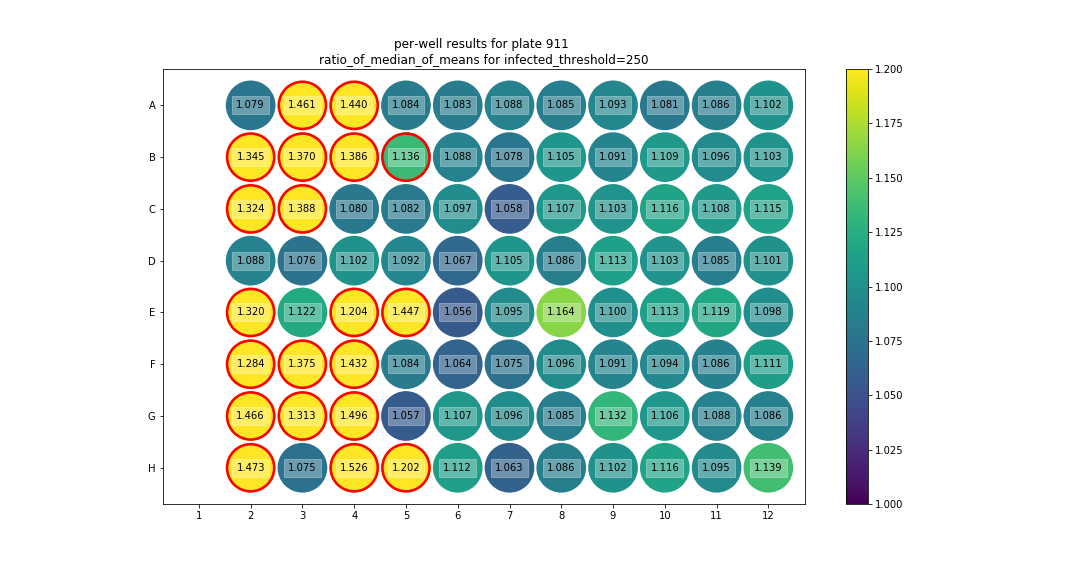 per-well results for plate 911
ratio_of_median_of_means for infected_threshold=250
A 1.079 1.461 1.440 1.084 1.083 1.088 1.085 1.093 1.081 1.086 1.102
B 1.345 1.370 1.386 1.136 1.088 1.078 1.105 1.091 1.109 1.096 1.103
C 1.324 1.388 1.080 1.082 1.097 1.058 1.107 1.103 1.116 1.108 1.115
D 1.088 1.076 1.102 1.092 1.067 1.105 1.086 1.113 1.103 1.085 1.101
E 1.320 1.122 1.204 1.447 1.056 1.095 1.164 1.100 1.113 1.119 1.098
F 1.284 1.375 1.432 1.084 1.064 1.075 1.096 1.091 1.094 1.086 1.111
G 1.466 1.313 1.496 1.057 1.107 1.096 1.085 1.132 1.106 1.088 1.086
H 1.473 1.075 1.526 1.202 1.112 1.063 1.086 1.102 1.116 1.095 1.139
1 2 3 4 5 6 7 8 9 10 11 12
1.200
1.175
1.150
1.125
1.100
1.075
1.050
1.025
1.000